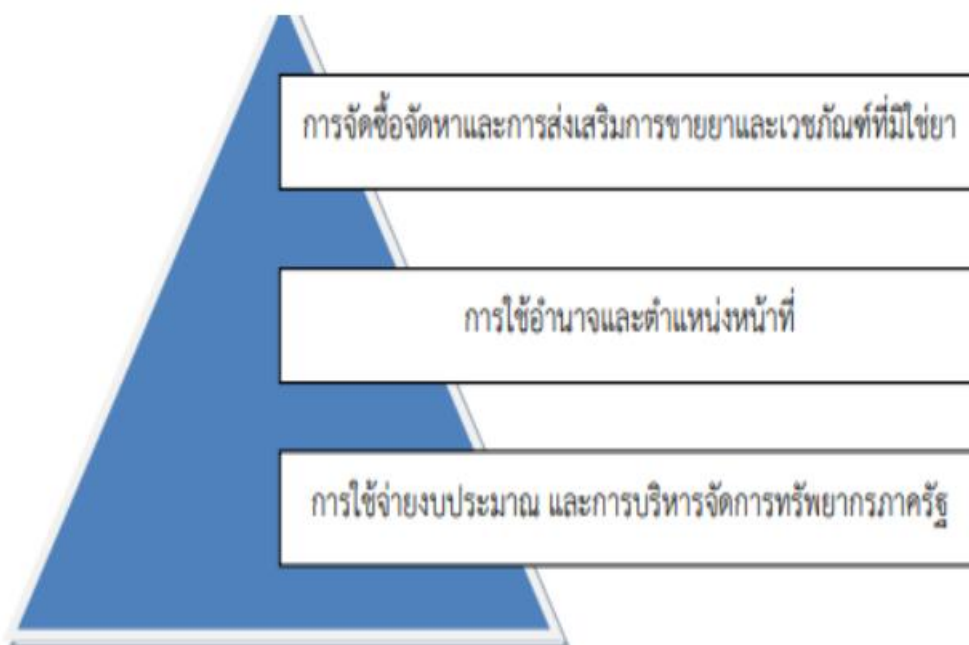 การจัดซื้อจัดหาและการส่งเสริมการขายยาและเวชภัณฑ์ที่มิใช่ยา
การใช้อำนาจและตำแหน่งหน้าที่
การใช้จ่ายงบประมาณ และการบริหารจัดการทรัพยากรภาครัฐ